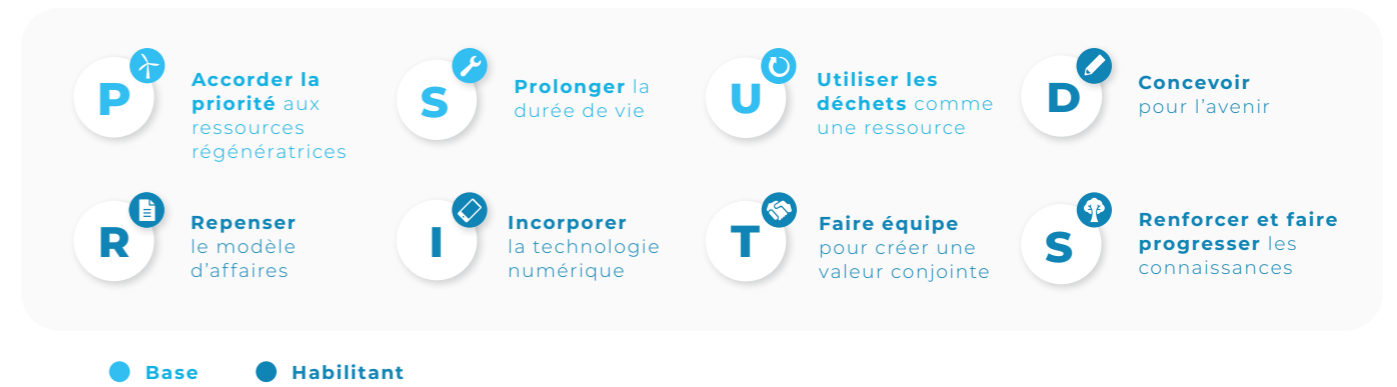 P
Accorder la
priorité aux
ressources
régénératrices
S
Prolonger la
durée de vie
U
Utiliser les
déchets comme
une ressource
D
Concevoir
pour l’avenir
R
Repenser
le modèle
d’affaires
I
Incorporer
la technologie
numérique
T
Faire équipe
pour créer une
valeur conjointe
S
Renforcer et faire
progresser les
connaissances
Base
Habilitant